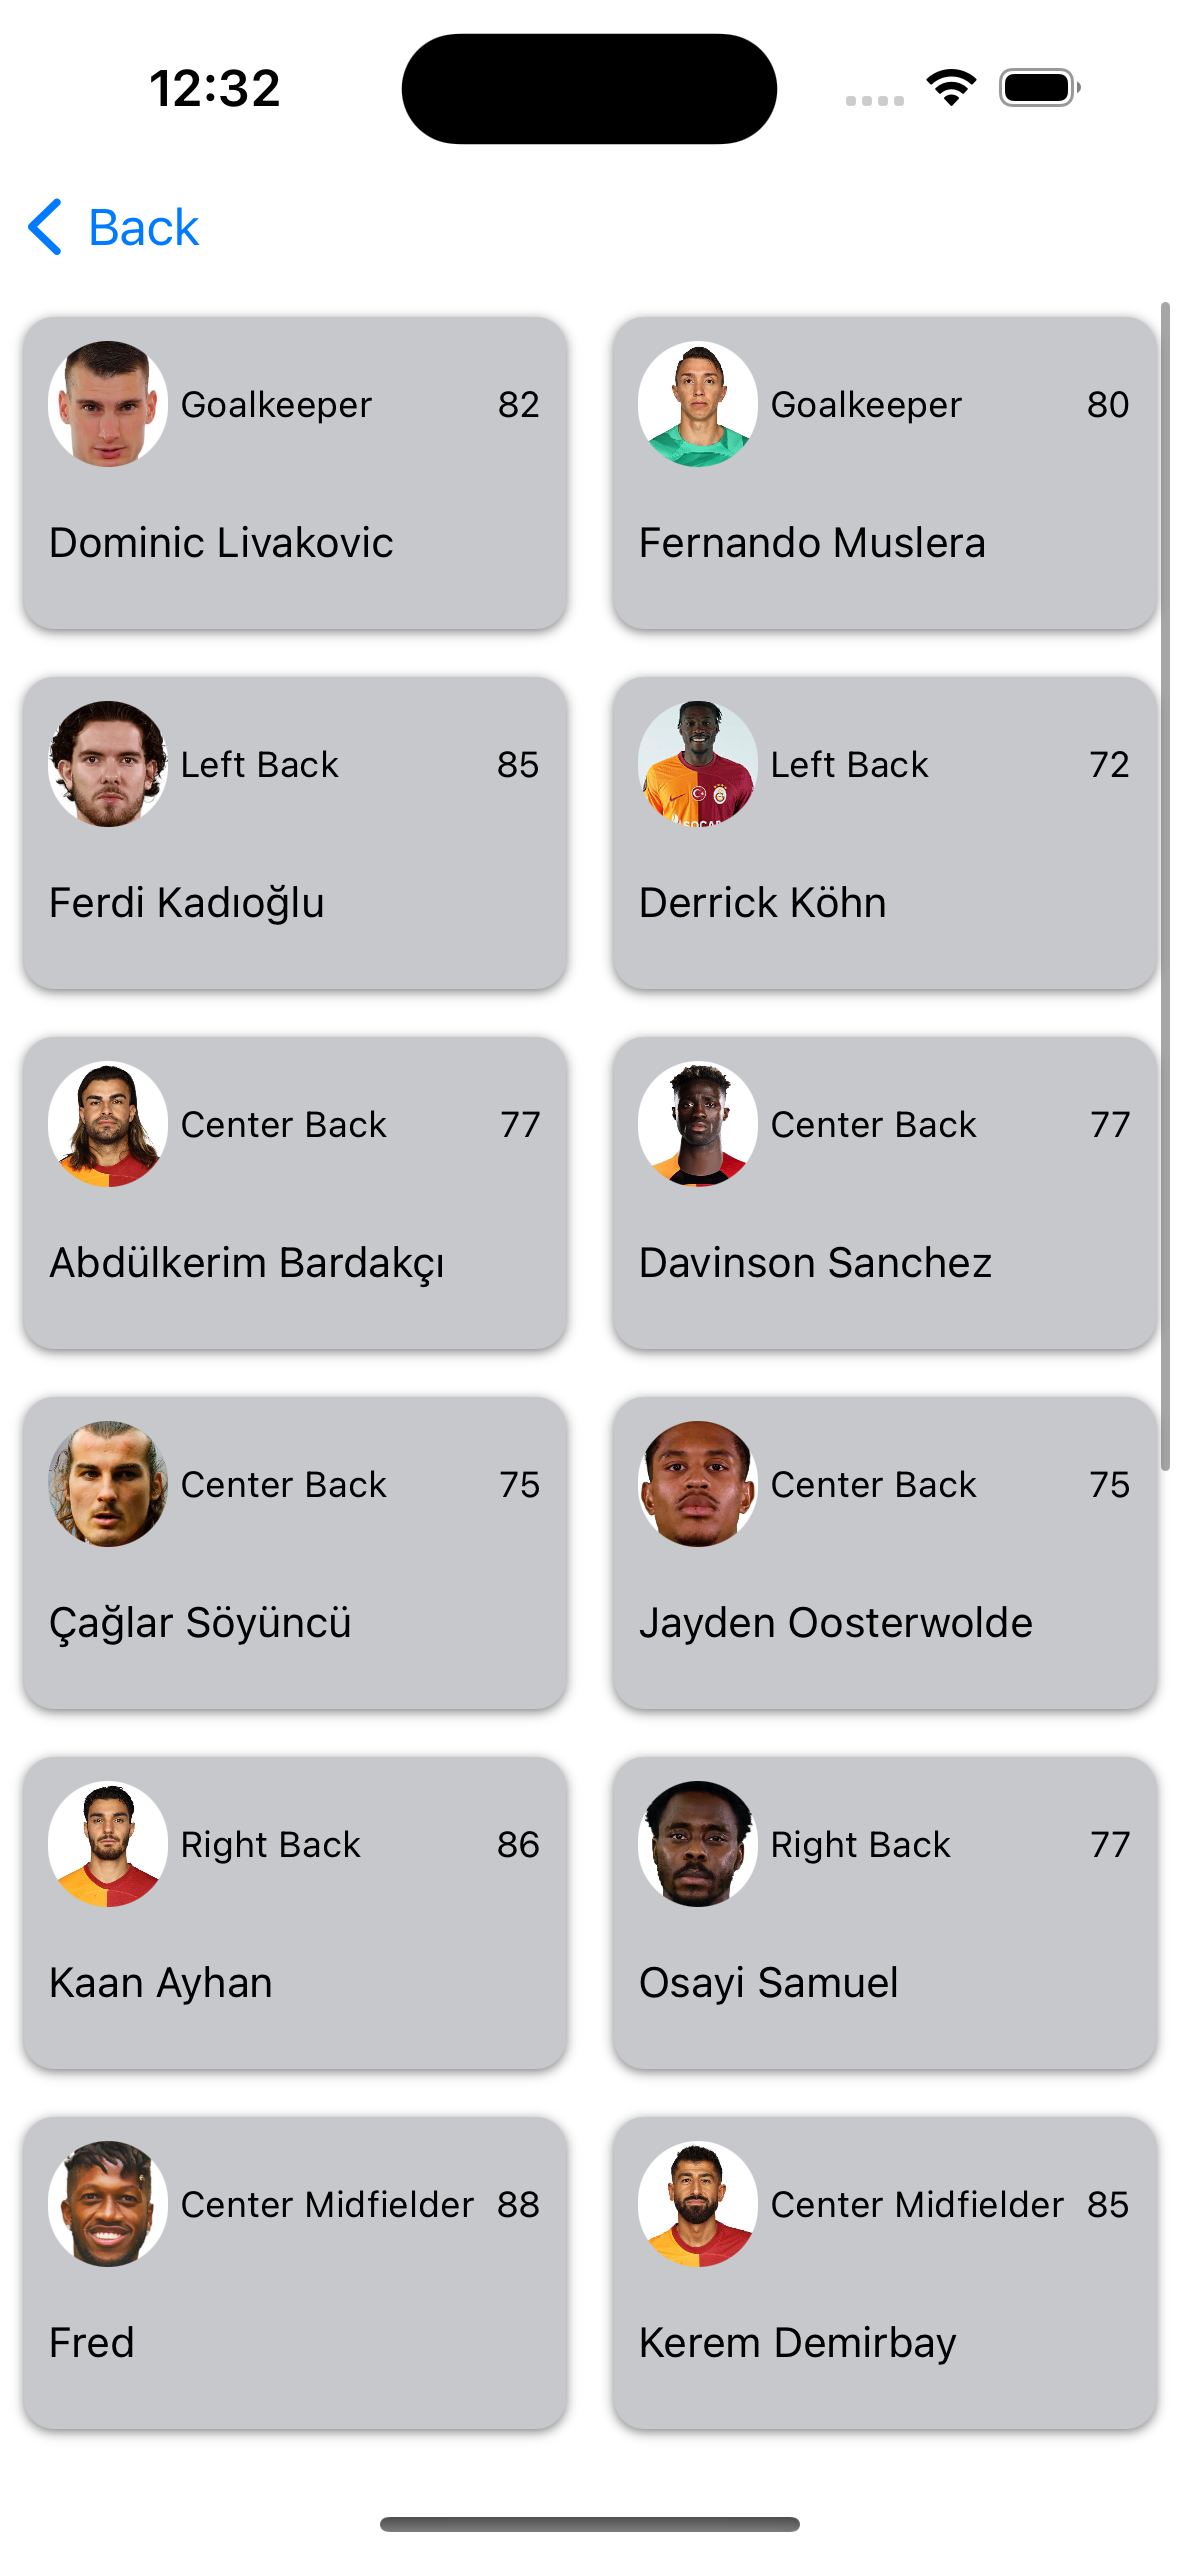 12:32
Back
Goalkeeper 82
Dominic Livakovic
Goalkeeper 80
Fernando Muslera
Left Back 85
Ferdi Kadıoğlu
Left Back 72
Derrick Köhn
Center Back 77
Abdülkerim Bardakçı
Center Back 77
Davinson Sanchez
Center Back 75
Çağlar Söyüncü
Center Back 75
Jayden Oosterwolde
Right Back 86
Kaan Ayhan
Right Back 77
Osayi Samuel
Center Midfielder 88
Fred
Center Midfielder 85
Kerem Demirbay